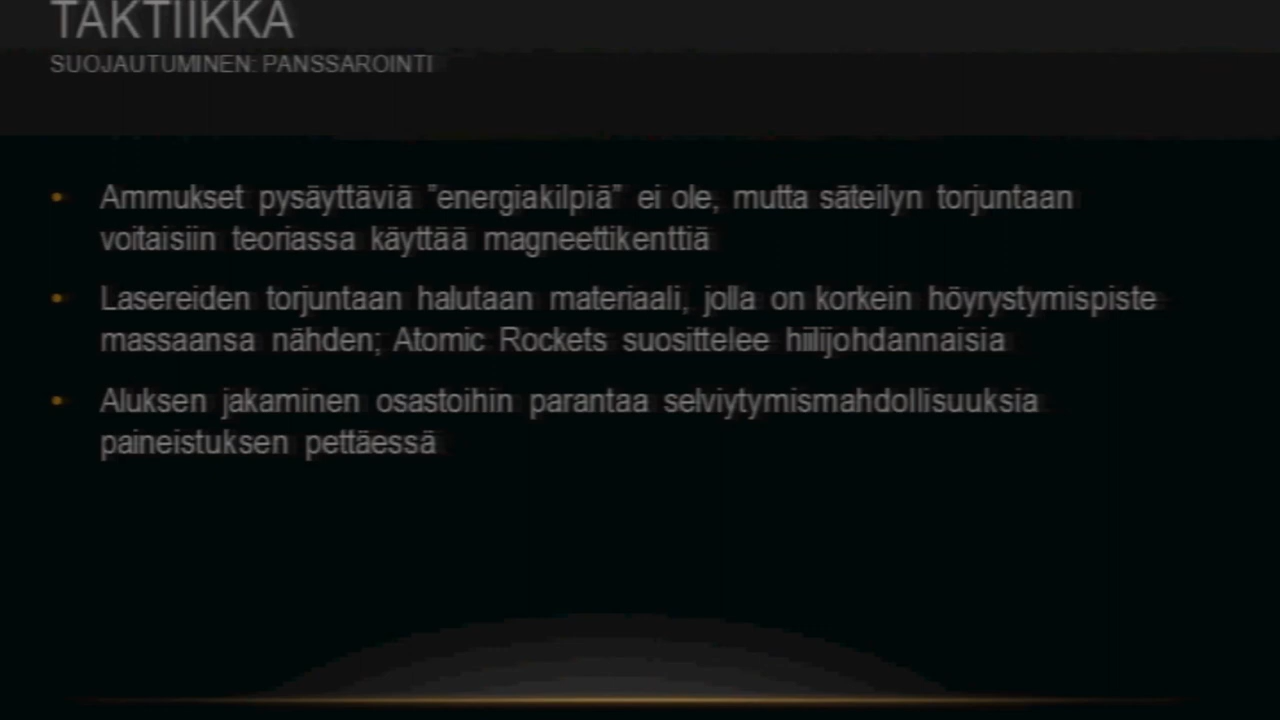 TAKTIIKKA
SUOJAUTUMINEN: PANSSAROINTI
• Ammukset pysäyttäviä "energiakilpiä" ei ole, mutta säteilyn torjuntaan
voitaisiin teoriassa käyttää magneettikenttiä
• Lasereiden torjuntaan halutaan materiaali, jolla on korkein höyrystymispiste
massaansa nähden; Atomic Rockets suosittelee hiilijohdannaisia
• Aluksen jakaminen osastoihin parantaa selviytymismahdollisuuksia
paineistuksen pettäessä